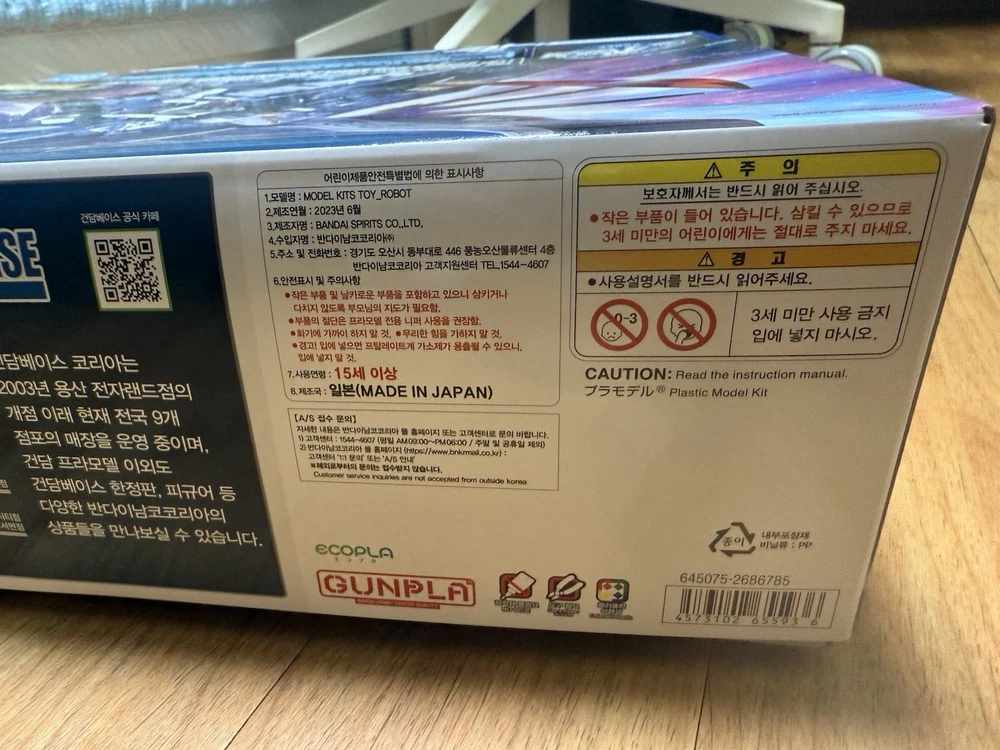 SE
건담베이스 공식 카페
건담베이스 코리아는
2003년 용산 전자랜드점의
개점 이래 현재 전국 9개
점포의 매장을 운영 중이며,
건담 프라모델 이외도
건담베이스 한정판, 피규어 등
다양한 반다이남코코리아의
상품들을 만나보실 수 있습니다.
어린이제품안전특별법에 의한 표시사항
1.모델명 : MODEL KITS TOY_ROBOT
2.제조연월 : 2023년 6월
3.제조자명 : BANDAI SPIRITS CO.,LTD.
4.수입자명 : 반다이남코코리아㈜
5.주소 및 전화번호 : 경기도 오산시 동부대로 446 풍농오산물류센터 4층
반다이남코코리아 고객지원센터 TEL.1544-4607
6.안전표시 및 주의사항
●작은 부품 및 날카로운 부품을 포함하고 있으니 삼키거나
다치지 않도록 부모님의 지도가 필요함.
●부품의 절단은 프라모델 전용 니퍼 사용을 권장함.
●화기에 가까이 하지 말 것. ●무리한 힘을 가하지 말 것.
●경고! 입에 넣으면 프탈레이트계 가소제가 용출될 수 있으니,
입에 넣지 말 것.
7.사용연령 : 15세 이상
8.제조국 : 일본(MADE IN JAPAN)
[A/S 접수 문의]
자세한 내용은 반다이남코코리아 몰 홈페이지 또는 고객센터로 문의 바랍니다.
1) 고객센터 : 1544-4607 (평일 AM09:00~PM06:00 / 주말 및 공휴일 제외)
2) 반다이남코코리아 몰 홈페이지 (https://www.bnkrmall.co.kr) :
고객센터 '1:1 문의' 또는 'A/S 안내'
※해외로부터의 문의는 접수받지 않습니다.
Customer service inquiries are not accepted from outside korea
주 의
보호자께서는 반드시 읽어 주십시오.
●작은 부품이 들어 있습니다. 삼킬 수 있으므로
3세 미만의 어린이에게는 절대로 주지 마세요.
경 고
●사용설명서를 반드시 읽어주세요.
0-3
3세 미만 사용 금지
입에 넣지 마시오.
CAUTION: Read the instruction manual.
プラモデル® Plastic Model Kit
ECOPLA
エコプラ
GUNPLA
종이
내부포장재
비닐류 : PP
645075-2686785
4573102 655936